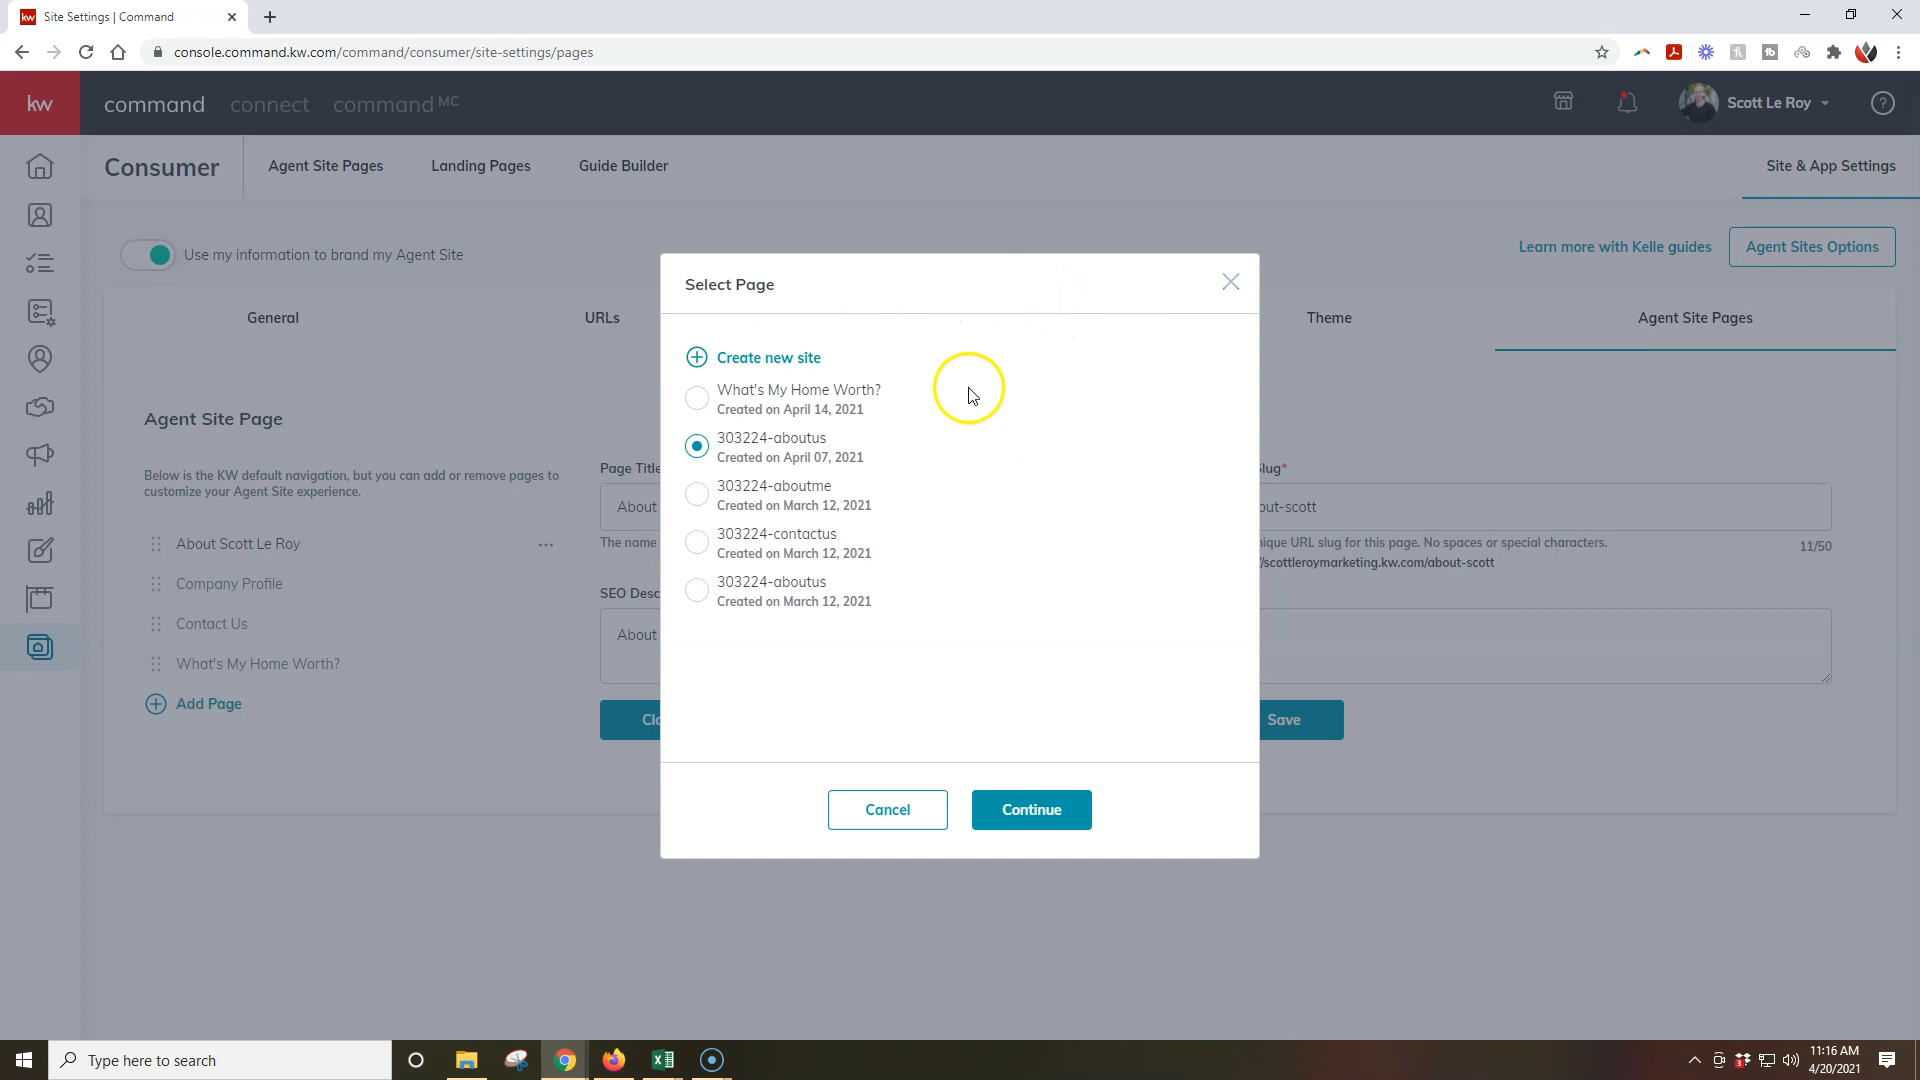 Site Settings | Command
console.command.kw.com/command/consumer/site-settings/pages
kw
command
connect
command MC
Scott Le Roy
Consumer
Agent Site Pages
Landing Pages
Guide Builder
Site & App Settings
Use my information to brand my Agent Site
Learn more with Kelle guides
Agent Sites Options
General
URLs
Theme
Agent Site Pages
Agent Site Page
Below is the KW default navigation, but you can add or remove pages to
customize your Agent Site experience.
About Scott Le Roy
Company Profile
Contact Us
What's My Home Worth?
Add Page
Page Title
About
The name
SEO Desc
About
Select Page
Create new site
What's My Home Worth?
Created on April 14, 2021
303224-aboutus
Created on April 07, 2021
303224-aboutme
Created on March 12, 2021
303224-contactus
Created on March 12, 2021
303224-aboutus
Created on March 12, 2021
Cancel
Continue
Slug*
out-scott
nique URL slug for this page. No spaces or special characters.
11/50
/scottleroymarketing.kw.com/about-scott
Save
Type here to search
11:16 AM
4/20/2021